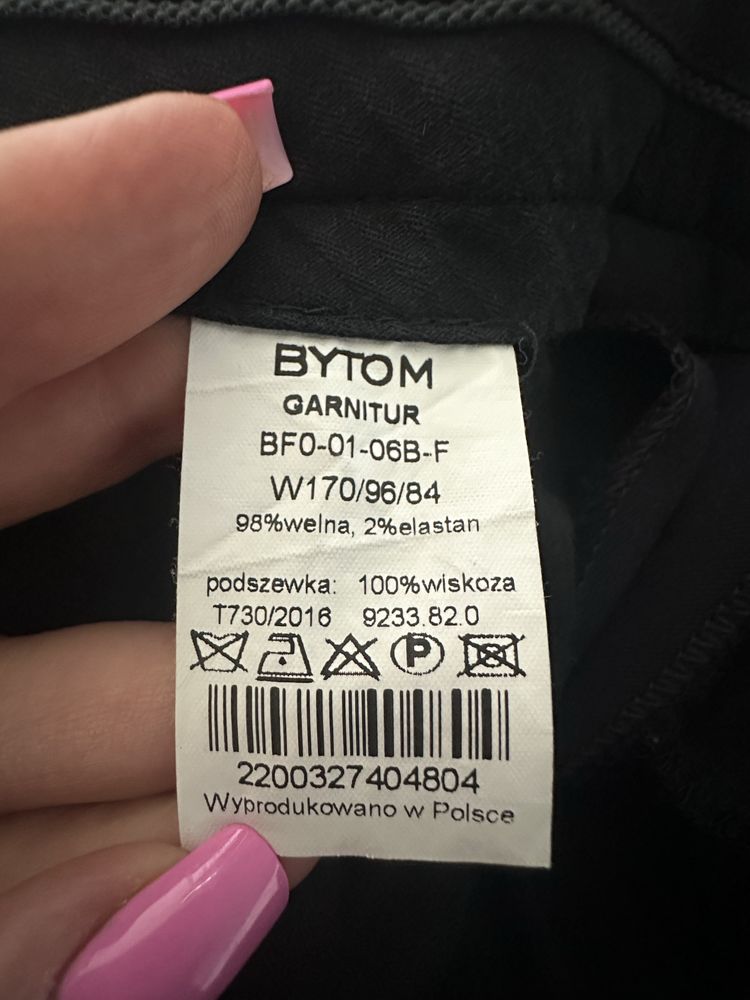 BYTOM
GARNITUR
BF0-01-06B-F
W170/96/84
98%welna, 2%elastan
podszewka: 100%wiskoza
T730/2016 9233.82.0
P
2200327404804
Wyprodukowano w Polsce